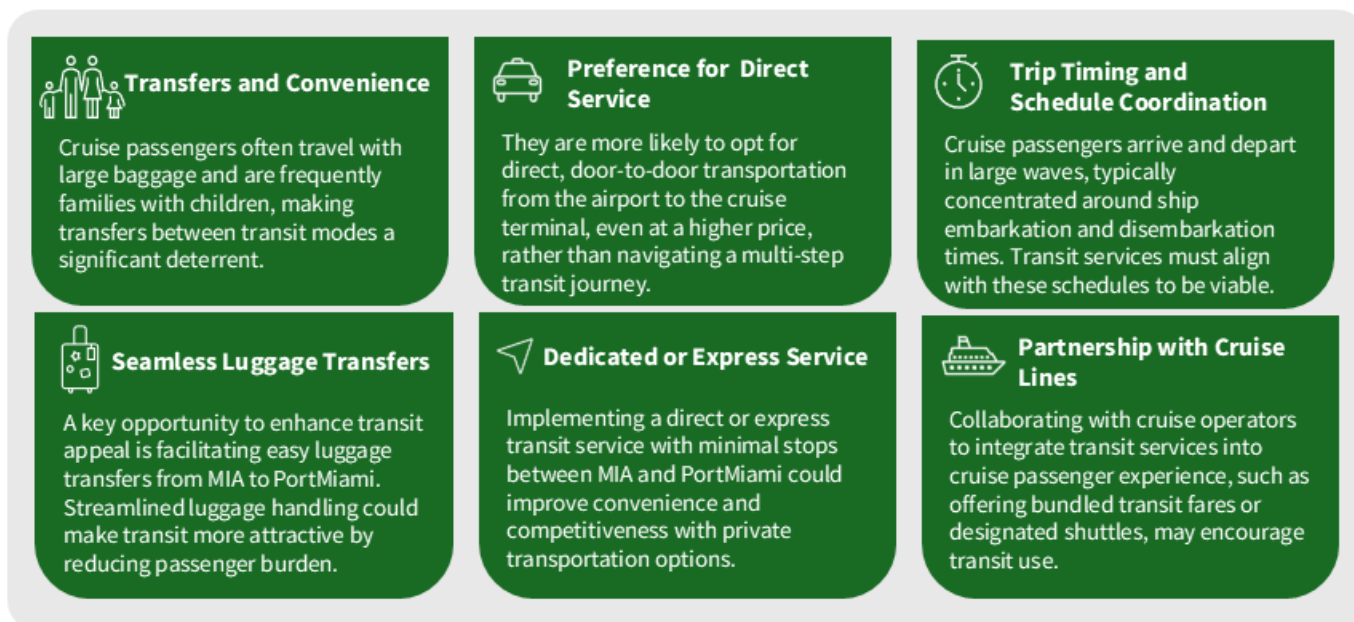 Transfers and Convenience
Cruise passengers often travel with
large baggage and are frequently
families with children, making
transfers between transit modes a
significant deterrent.
Preference for Direct
Service
They are more likely to opt for
direct, door-to-door transportation
from the airport to the cruise
terminal, even at a higher price,
rather than navigating a multi-step
transit journey.
Trip Timing and
Schedule Coordination
Cruise passengers arrive and depart
in large waves, typically
concentrated around ship
embarkation and disembarkation
times. Transit services must align
with these schedules to be viable.
Seamless Luggage Transfers
A key opportunity to enhance transit
appeal is facilitating easy luggage
transfers from MIA to PortMiami.
Streamlined luggage handling could
make transit more attractive by
reducing passenger burden.
Dedicated or Express Service
Implementing a direct or express
transit service with minimal stops
between MIA and PortMiami could
improve convenience and
competitiveness with private
transportation options.
Partnership with Cruise
Lines
Collaborating with cruise operators
to integrate transit services into
cruise passenger experience, such as
offering bundled transit fares or
designated shuttles, may encourage
transit use.